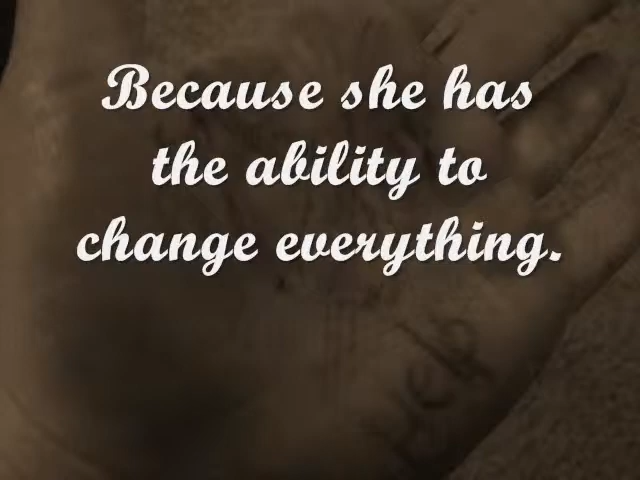 Because she has
the ability to
change everything.